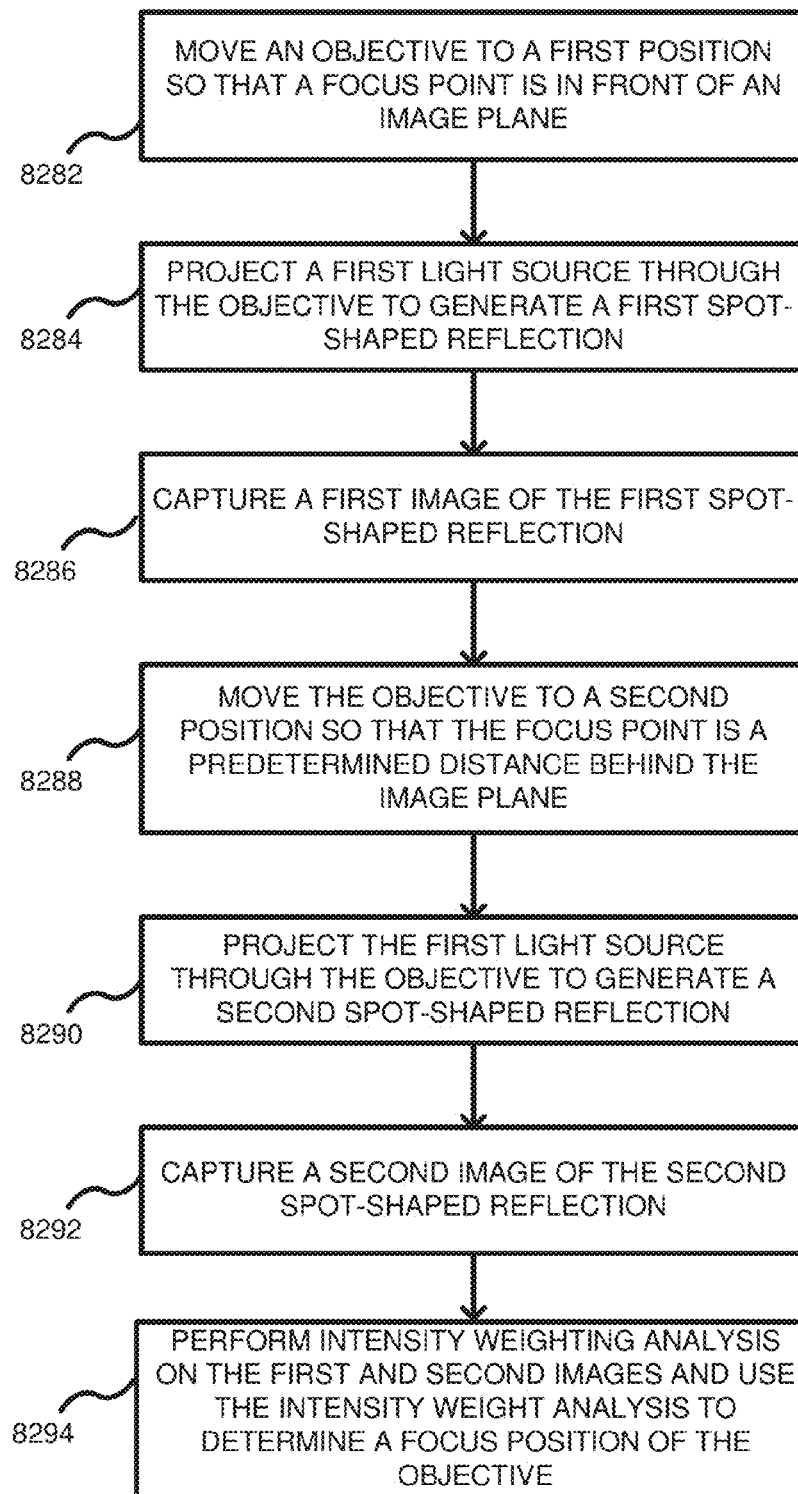 MOVE AN OBJECTIVE TO A FIRST POSITION
SO THAT A FOCUS POINT IS IN FRONT OF AN
IMAGE PLANE
8282
PROJECT A FIRST LIGHT SOURCE THROUGH
THE OBJECTIVE TO GENERATE A FIRST SPOT-
SHAPED REFLECTION
8284
CAPTURE A FIRST IMAGE OF THE FIRST SPOT-
SHAPED REFLECTION
8286
MOVE THE OBJECTIVE TO A SECOND
POSITION SO THAT THE FOCUS POINT IS A
PREDETERMINED DISTANCE BEHIND THE
IMAGE PLANE
8288
PROJECT THE FIRST LIGHT SOURCE
THROUGH THE OBJECTIVE TO GENERATE A
SECOND SPOT-SHAPED REFLECTION
8290
CAPTURE A SECOND IMAGE OF THE SECOND
SPOT-SHAPED REFLECTION
8292
PERFORM INTENSITY WEIGHTING ANALYSIS
ON THE FIRST AND SECOND IMAGES AND USE
THE INTENSITY WEIGHT ANALYSIS TO
DETERMINE A FOCUS POSITION OF THE
OBJECTIVE
8294